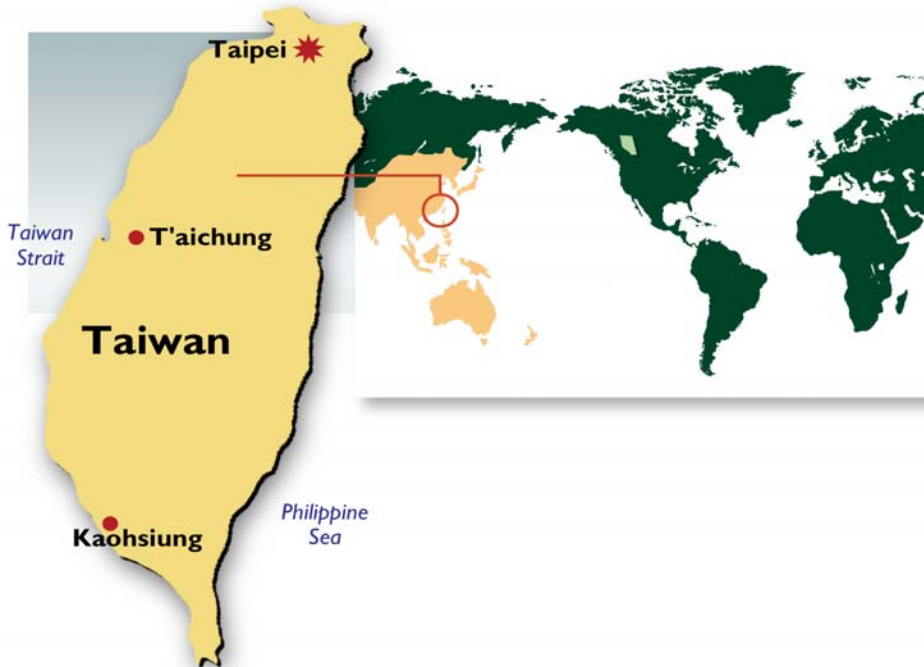 Taipei
Taiwan
Strait
T'aichung
Taiwan
Philippine
Sea
Kaohsiung